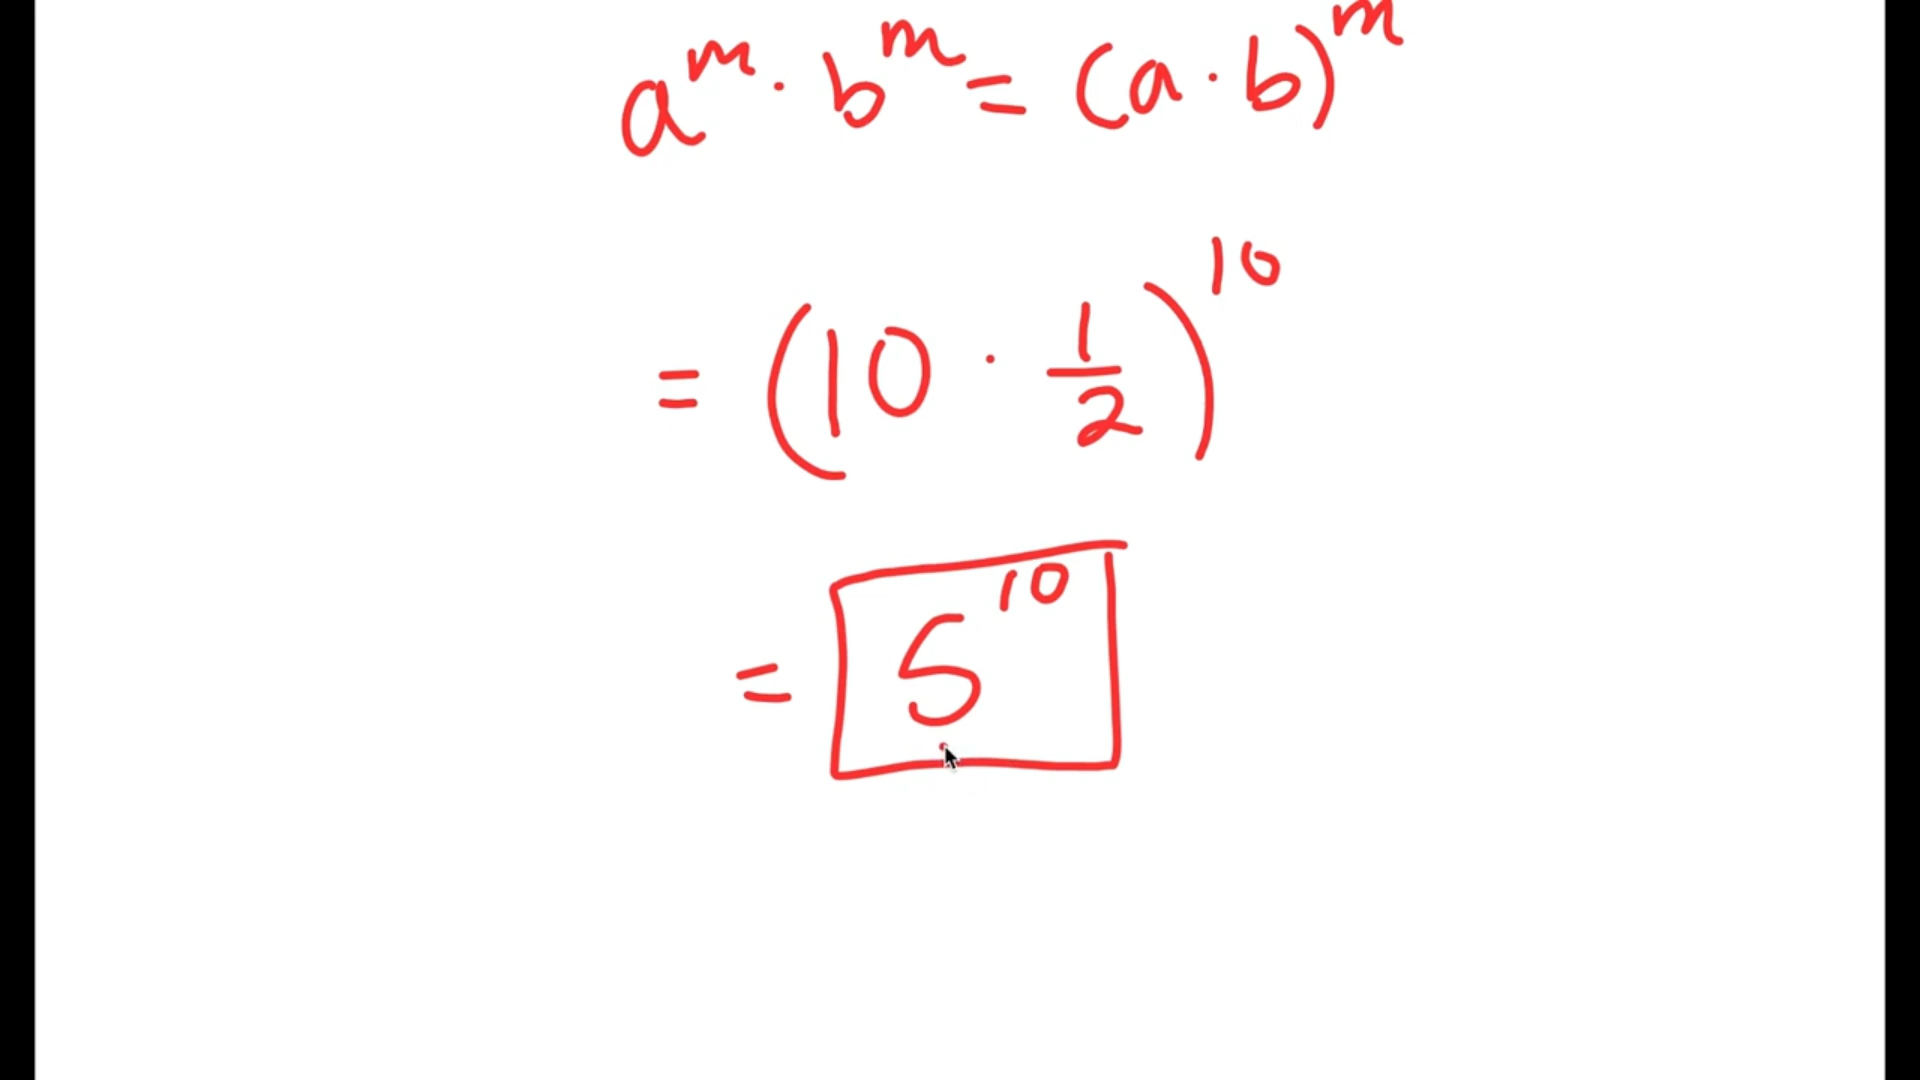 a^m · b^m = (a · b)^m
= (10 · 1/2)^10
= 5^10